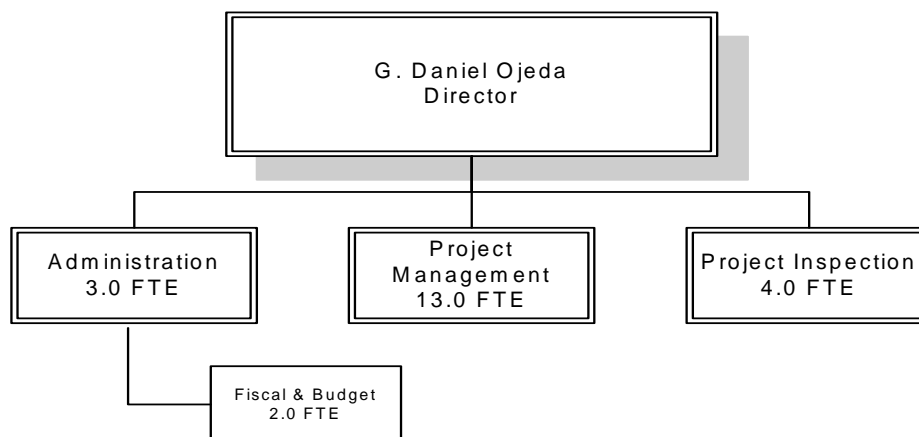 G. Daniel Ojeda
Director
Administration
3.0 FTE
Project
Management
13.0 FTE
Project Inspection
4.0 FTE
Fiscal & Budget
2.0 FTE